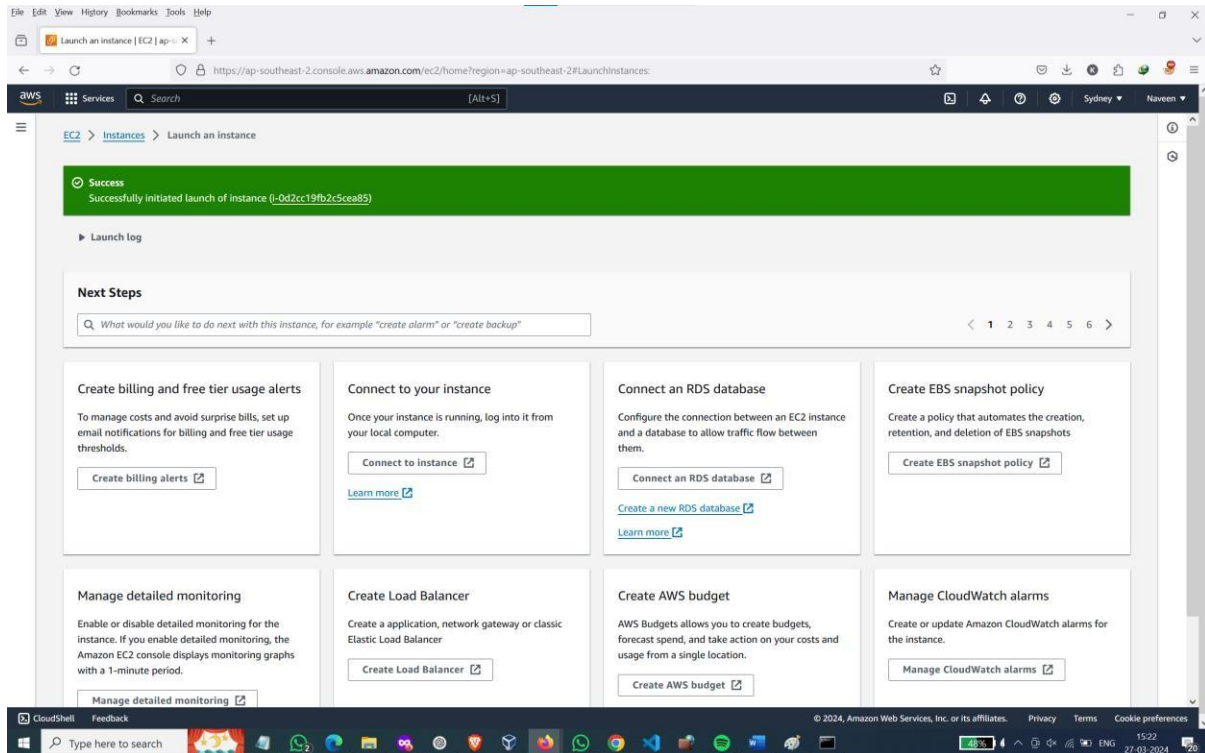 File Edit View History Bookmarks Tools Help
Launch an instance | EC2 | ap-s
https://ap-southeast-2.console.aws.amazon.com/ec2/home?region=ap-southeast-2#LaunchInstances:
aws Services Search [Alt+S] Sydney Naveen
EC2 > Instances > Launch an instance
Success
Successfully initiated launch of instance (i-0d2cc19fb2c5cea85)
Launch log
Next Steps
What would you like to do next with this instance, for example "create alarm" or "create backup"
1 2 3 4 5 6
Create billing and free tier usage alerts
To manage costs and avoid surprise bills, set up
email notifications for billing and free tier usage
thresholds.
Create billing alerts
Connect to your instance
Once your instance is running, log into it from
your local computer.
Connect to instance
Learn more
Connect an RDS database
Configure the connection between an EC2 instance
and a database to allow traffic flow between
them.
Connect an RDS database
Create a new RDS database
Learn more
Create EBS snapshot policy
Create a policy that automates the creation,
retention, and deletion of EBS snapshots
Create EBS snapshot policy
Manage detailed monitoring
Enable or disable detailed monitoring for the
instance. If you enable detailed monitoring, the
Amazon EC2 console displays monitoring graphs
with a 1-minute period.
Manage detailed monitoring
Create Load Balancer
Create a application, network gateway or classic
Elastic Load Balancer
Create Load Balancer
Create AWS budget
AWS Budgets allows you to create budgets,
forecast spend, and take action on your costs and
usage from a single location.
Create AWS budget
Manage CloudWatch alarms
Create or update Amazon CloudWatch alarms for
the instance.
Manage CloudWatch alarms
CloudShell Feedback © 2024, Amazon Web Services, Inc. or its affiliates. Privacy Terms Cookie preferences
Type here to search 48% ENG 15:22
27-03-2024 20